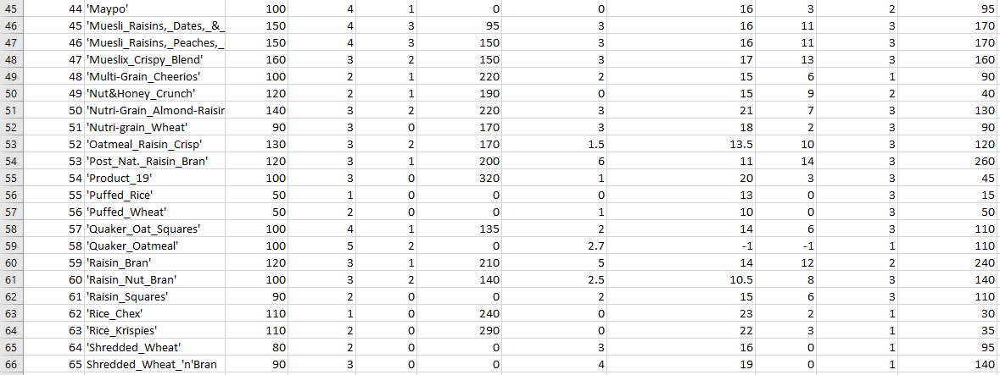 45 44 'Maypo' 100 4 1 0 0 16 3 2 95
46 45 'Muesli_Raisins,_Dates,_&_ 150 4 3 95 3 16 11 3 170
47 46 'Muesli_Raisins,_Peaches,_ 150 4 3 150 3 16 11 3 170
48 47 'Mueslix_Crispy_Blend' 160 3 2 150 3 17 13 3 160
49 48 'Multi-Grain_Cheerios' 100 2 1 220 2 15 6 1 90
50 49 'Nut&Honey_Crunch' 120 2 1 190 0 15 9 2 40
51 50 'Nutri-Grain_Almond-Raisin 140 3 2 220 3 21 7 3 130
52 51 'Nutri-grain_Wheat' 90 3 0 170 3 18 2 3 90
53 52 'Oatmeal_Raisin_Crisp' 130 3 2 170 1.5 13.5 10 3 120
54 53 'Post_Nat._Raisin_Bran' 120 3 1 200 6 11 14 3 260
55 54 'Product_19' 100 3 0 320 1 20 3 3 45
56 55 'Puffed_Rice' 50 1 0 0 0 13 0 3 15
57 56 'Puffed_Wheat' 50 2 0 0 1 10 0 3 50
58 57 'Quaker_Oat_Squares' 100 4 1 135 2 14 6 3 110
59 58 'Quaker_Oatmeal' 100 5 2 0 2.7 -1 -1 1 110
60 59 'Raisin_Bran' 120 3 1 210 5 14 12 2 240
61 60 'Raisin_Nut_Bran' 100 3 2 140 2.5 10.5 8 3 140
62 61 'Raisin_Squares' 90 2 0 0 2 15 6 3 110
63 62 'Rice_Chex' 110 1 0 240 0 23 2 1 30
64 63 'Rice_Krispies' 110 2 0 290 0 22 3 1 35
65 64 'Shredded_Wheat' 80 2 0 0 3 16 0 1 95
66 65 Shredded_Wheat_'n'Bran 90 3 0 0 4 19 0 1 140